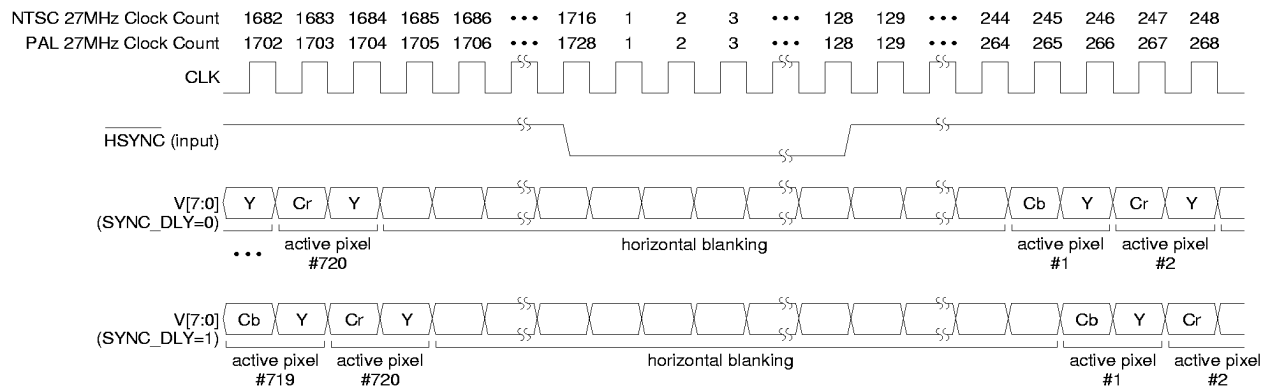 NTSC 27MHz Clock Count 1682 1683 1684 1685 1686 ••• 1716 1 2 3 ••• 128 129 ••• 244 245 246 247 248
PAL 27MHz Clock Count 1702 1703 1704 1705 1706 ••• 1728 1 2 3 ••• 128 129 ••• 264 265 266 267 268
CLK
HSYNC (input)
V[7:0] Y Cr Y Cb Y Cr Y
(SYNC_DLY=0)
••• active pixel horizontal blanking active pixel active pixel
#720 #1 #2
V[7:0] Cb Y Cr Y Cb Y Cr
(SYNC_DLY=1)
active pixel active pixel horizontal blanking active pixel active pixel
#719 #720 #1 #2